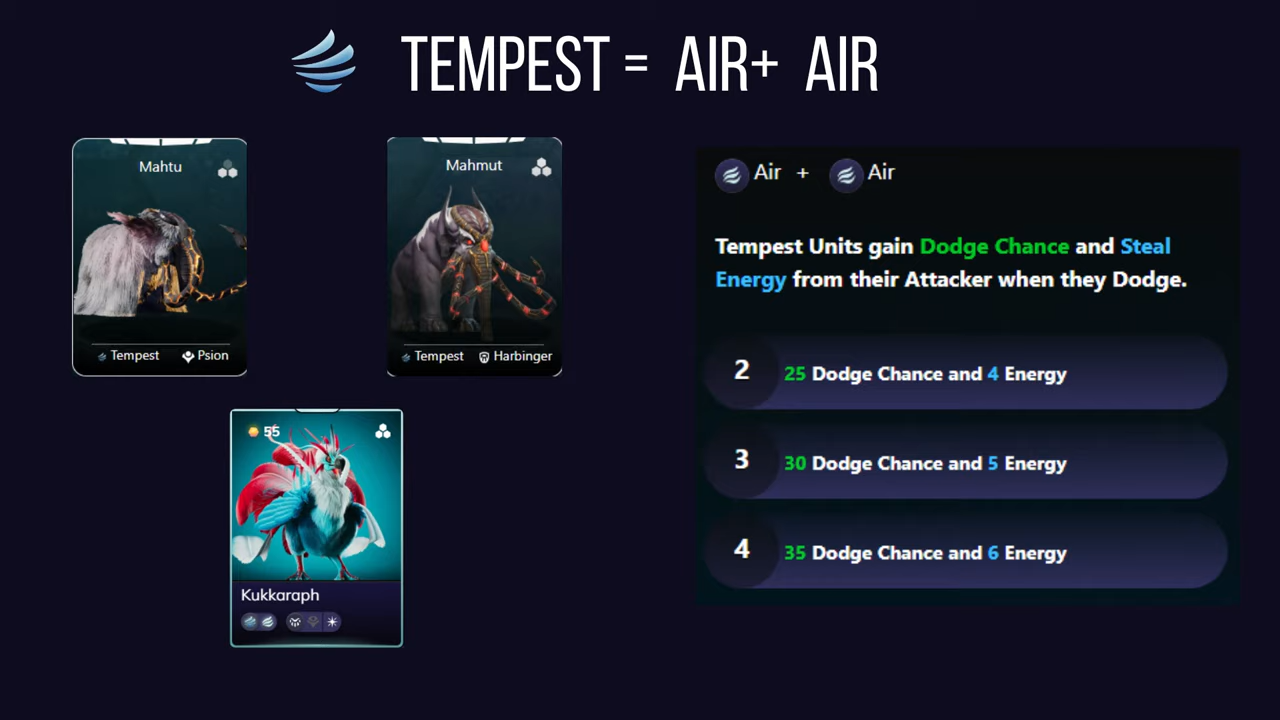 TEMPEST = AIR+ AIR
Mahtu
Tempest Psion
Mahmut
Tempest Harbinger
55
Kukkaraph
Air + Air
Tempest Units gain Dodge Chance and Steal
Energy from their Attacker when they Dodge.
2 25 Dodge Chance and 4 Energy
3 30 Dodge Chance and 5 Energy
4 35 Dodge Chance and 6 Energy